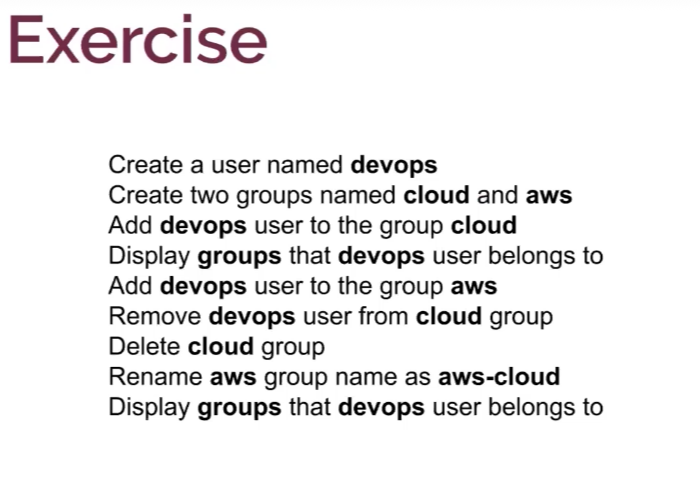 Exercise
Create a user named devops
Create two groups named cloud and aws
Add devops user to the group cloud
Display groups that devops user belongs to
Add devops user to the group aws
Remove devops user from cloud group
Delete cloud group
Rename aws group name as aws-cloud
Display groups that devops user belongs to